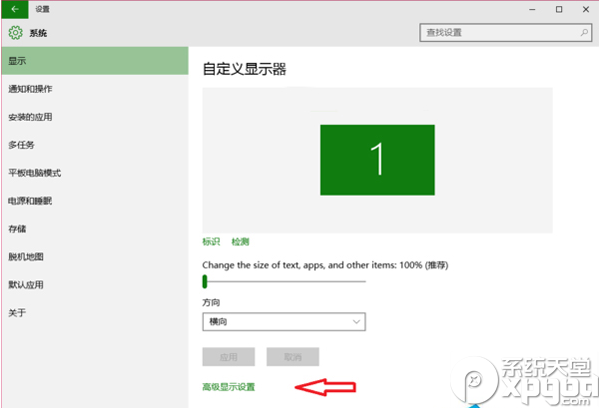 设置
系统
查找设置
显示
通知和操作
安装的应用
多任务
平板电脑模式
电源和睡眠
存储
脱机地图
默认应用
关于
自定义显示器
1
标识 检测
Change the size of text, apps, and other items: 100% (推荐)
方向
横向
应用 取消
高级显示设置
系统天堂